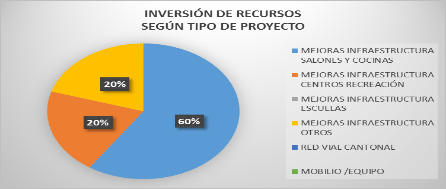 INVERSIÓN DE RECURSOS
SEGÚN TIPO DE PROYECTO
20%
20%
60%
MEJORAS INFRAESTRUCTURA
SALONES Y COCINAS
MEJORAS INFRAESTRUCTURA
CENTROS RECREACIÓN
MEJORAS INFRAESTRUCTURA
ESCULLAS
MEJORAS INFRAESTRUCTURA
OTROS
RED VIAL CANTONAL
MOBILIO /EQUIPO